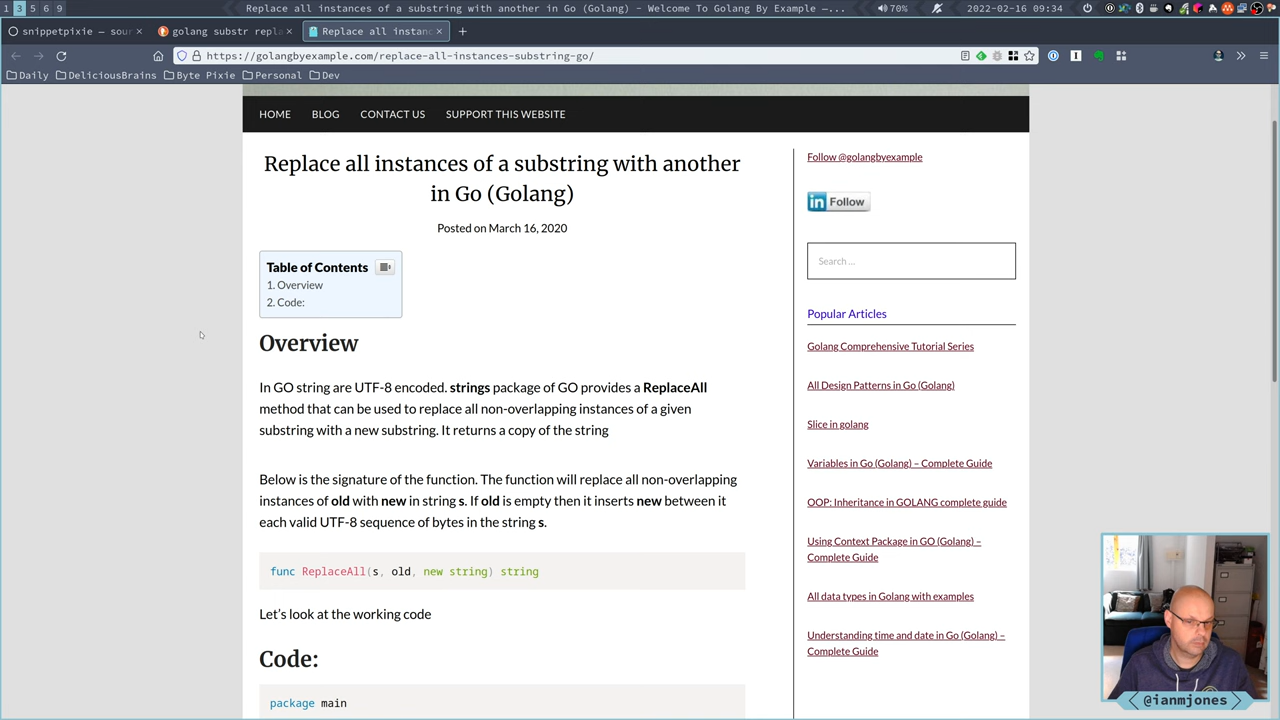 1 3 5 6 9
Replace all instances of a substring with another in Go (Golang) - Welcome To Golang By Example —...
70%
2022-02-16 09:34
snippetpixie — sour ×
golang substr repla ×
Replace all instanc ×
+
https://golangbyexample.com/replace-all-instances-substring-go/
Daily DeliciousBrains Byte Pixie Personal Dev
HOME BLOG CONTACT US SUPPORT THIS WEBSITE
Replace all instances of a substring with another
in Go (Golang)
Posted on March 16, 2020
Table of Contents
1. Overview
2. Code:
Overview
In GO string are UTF-8 encoded. strings package of GO provides a ReplaceAll
method that can be used to replace all non-overlapping instances of a given
substring with a new substring. It returns a copy of the string
Below is the signature of the function. The function will replace all non-overlapping
instances of old with new in string s. If old is empty then it inserts new between it
each valid UTF-8 sequence of bytes in the string s.
func ReplaceAll(s, old, new string) string
Let's look at the working code
Code:
package main
Follow @golangbyexample
in Follow
Search ...
Popular Articles
Golang Comprehensive Tutorial Series
All Design Patterns in Go (Golang)
Slice in golang
Variables in Go (Golang) – Complete Guide
OOP: Inheritance in GOLANG complete guide
Using Context Package in GO (Golang) –
Complete Guide
All data types in Golang with examples
Understanding time and date in Go (Golang) –
Complete Guide
@ianmjones